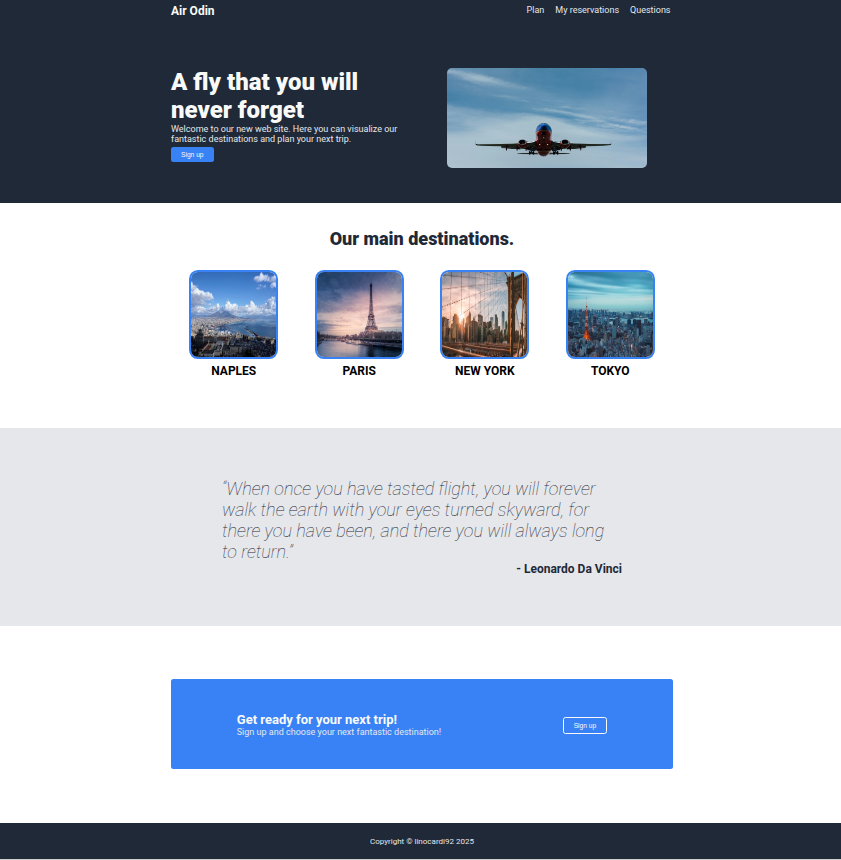 Air Odin
Plan My reservations Questions
A fly that you will
never forget
Welcome to our new web site. Here you can visualize our
fantastic destinations and plan your next trip.
Sign up
Our main destinations.
NAPLES PARIS NEW YORK TOKYO
"When once you have tasted flight, you will forever
walk the earth with your eyes turned skyward, for
there you have been, and there you will always long
to return."
- Leonardo Da Vinci
Get ready for your next trip!
Sign up and choose your next fantastic destination!
Sign up
Copyright © linocardi92 2025